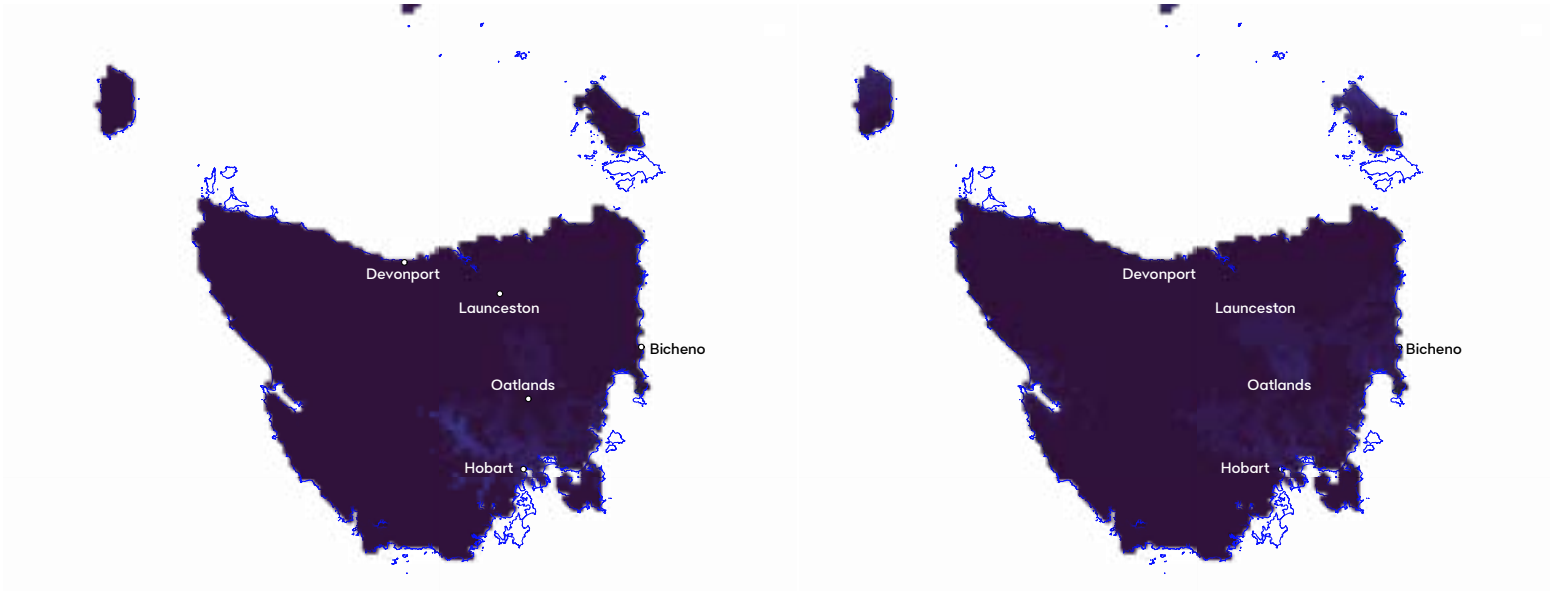 Devonport
Launceston
Bicheno
Oatlands
Hobart
Devonport
Launceston
Bicheno
Oatlands
Hobart